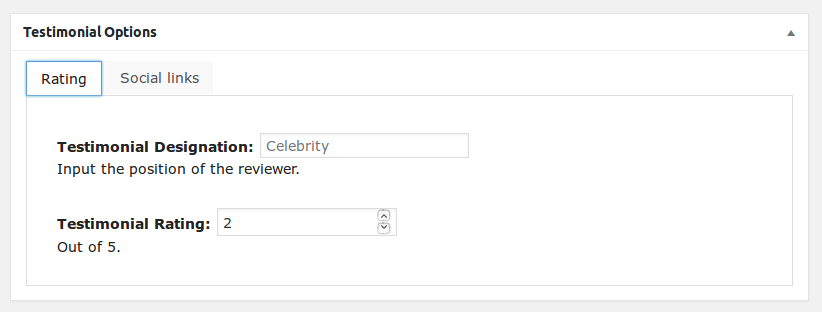 Testimonial Options
Rating Social links
Testimonial Designation: Celebrity
Input the position of the reviewer.
Testimonial Rating: 2
Out of 5.